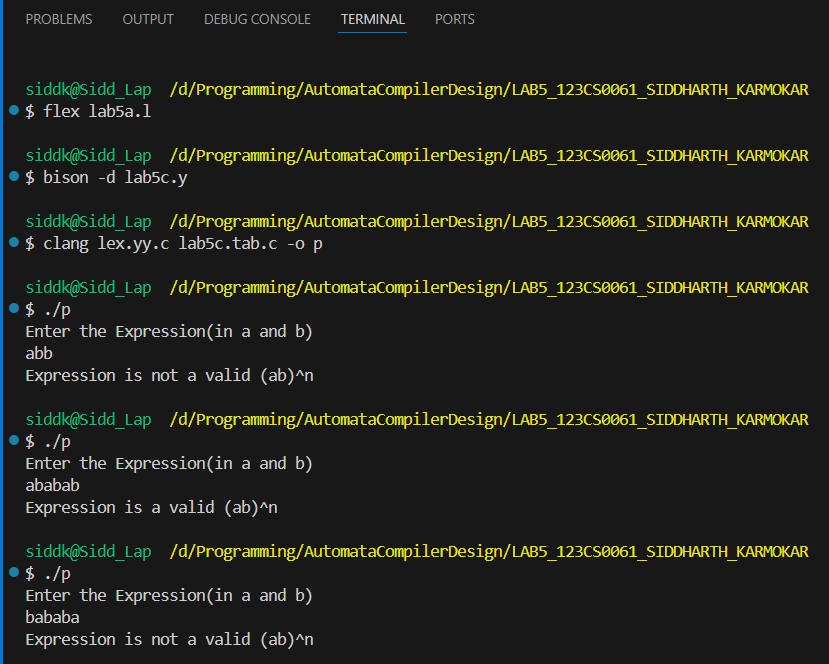 PROBLEMS OUTPUT DEBUG CONSOLE TERMINAL PORTS
siddk@Sidd_Lap /d/Programming/AutomataCompilerDesign/LAB5_123CS0061_SIDDHARTH_KARMOKAR
$ flex lab5a.l
siddk@Sidd_Lap /d/Programming/AutomataCompilerDesign/LAB5_123CS0061_SIDDHARTH_KARMOKAR
$ bison -d lab5c.y
siddk@Sidd_Lap /d/Programming/AutomataCompilerDesign/LAB5_123CS0061_SIDDHARTH_KARMOKAR
$ clang lex.yy.c lab5c.tab.c -o p
siddk@Sidd_Lap /d/Programming/AutomataCompilerDesign/LAB5_123CS0061_SIDDHARTH_KARMOKAR
$ ./p
Enter the Expression(in a and b)
abb
Expression is not a valid (ab)^n
siddk@Sidd_Lap /d/Programming/AutomataCompilerDesign/LAB5_123CS0061_SIDDHARTH_KARMOKAR
$ ./p
Enter the Expression(in a and b)
ababab
Expression is a valid (ab)^n
siddk@Sidd_Lap /d/Programming/AutomataCompilerDesign/LAB5_123CS0061_SIDDHARTH_KARMOKAR
$ ./p
Enter the Expression(in a and b)
bababa
Expression is not a valid (ab)^n